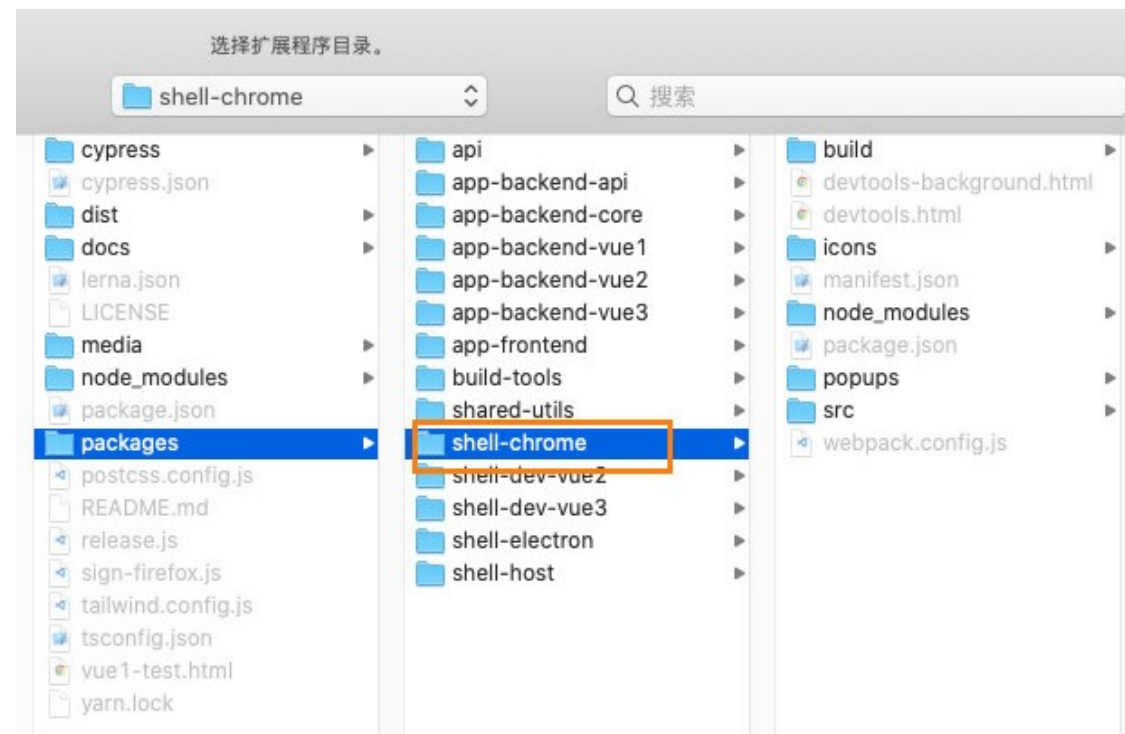 选择扩展程序目录。
shell-chrome
搜索
cypress
cypress.json
dist
docs
lerna.json
LICENSE
media
node_modules
package.json
packages
postcss.config.js
README.md
release.js
sign-firefox.js
tailwind.config.js
tsconfig.json
vue1-test.html
yarn.lock
api
app-backend-api
app-backend-core
app-backend-vue1
app-backend-vue2
app-backend-vue3
app-frontend
build-tools
shared-utils
shell-chrome
shell-dev-vue2
shell-dev-vue3
shell-electron
shell-host
build
devtools-background.html
devtools.html
icons
manifest.json
node_modules
package.json
popups
src
webpack.config.js